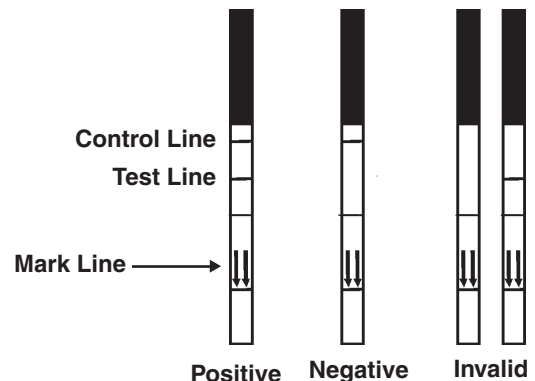 Control Line
Test Line
Mark Line
Positive Negative Invalid